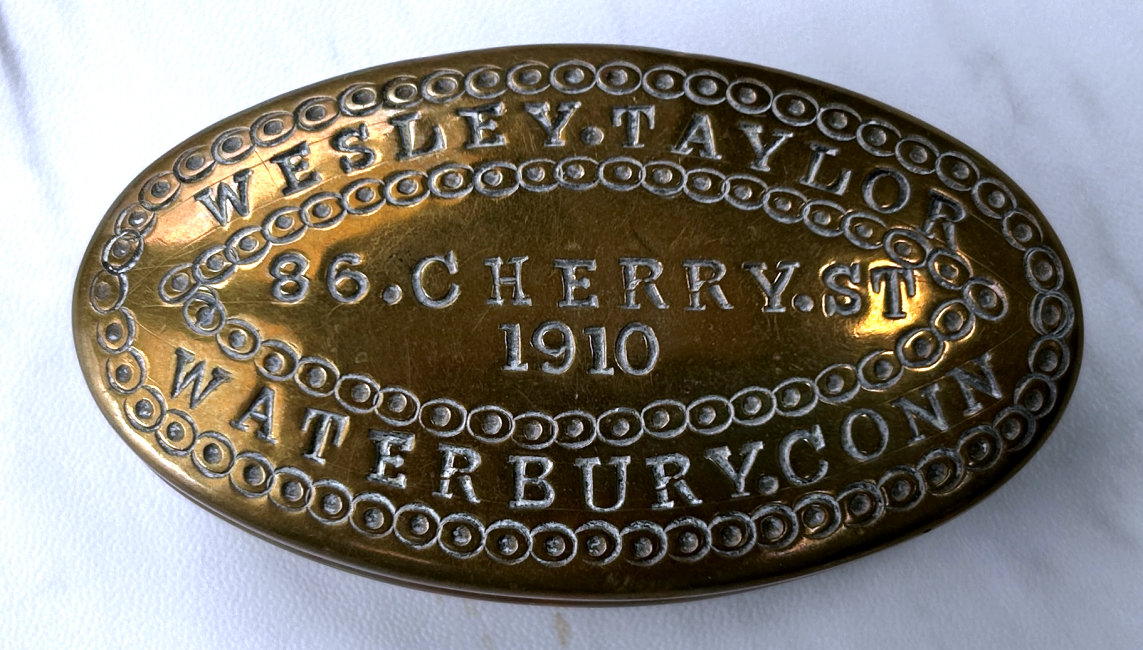 WESLEY.TAYLOR
86.CHERRY.ST
1910
WATERBURY.CONN